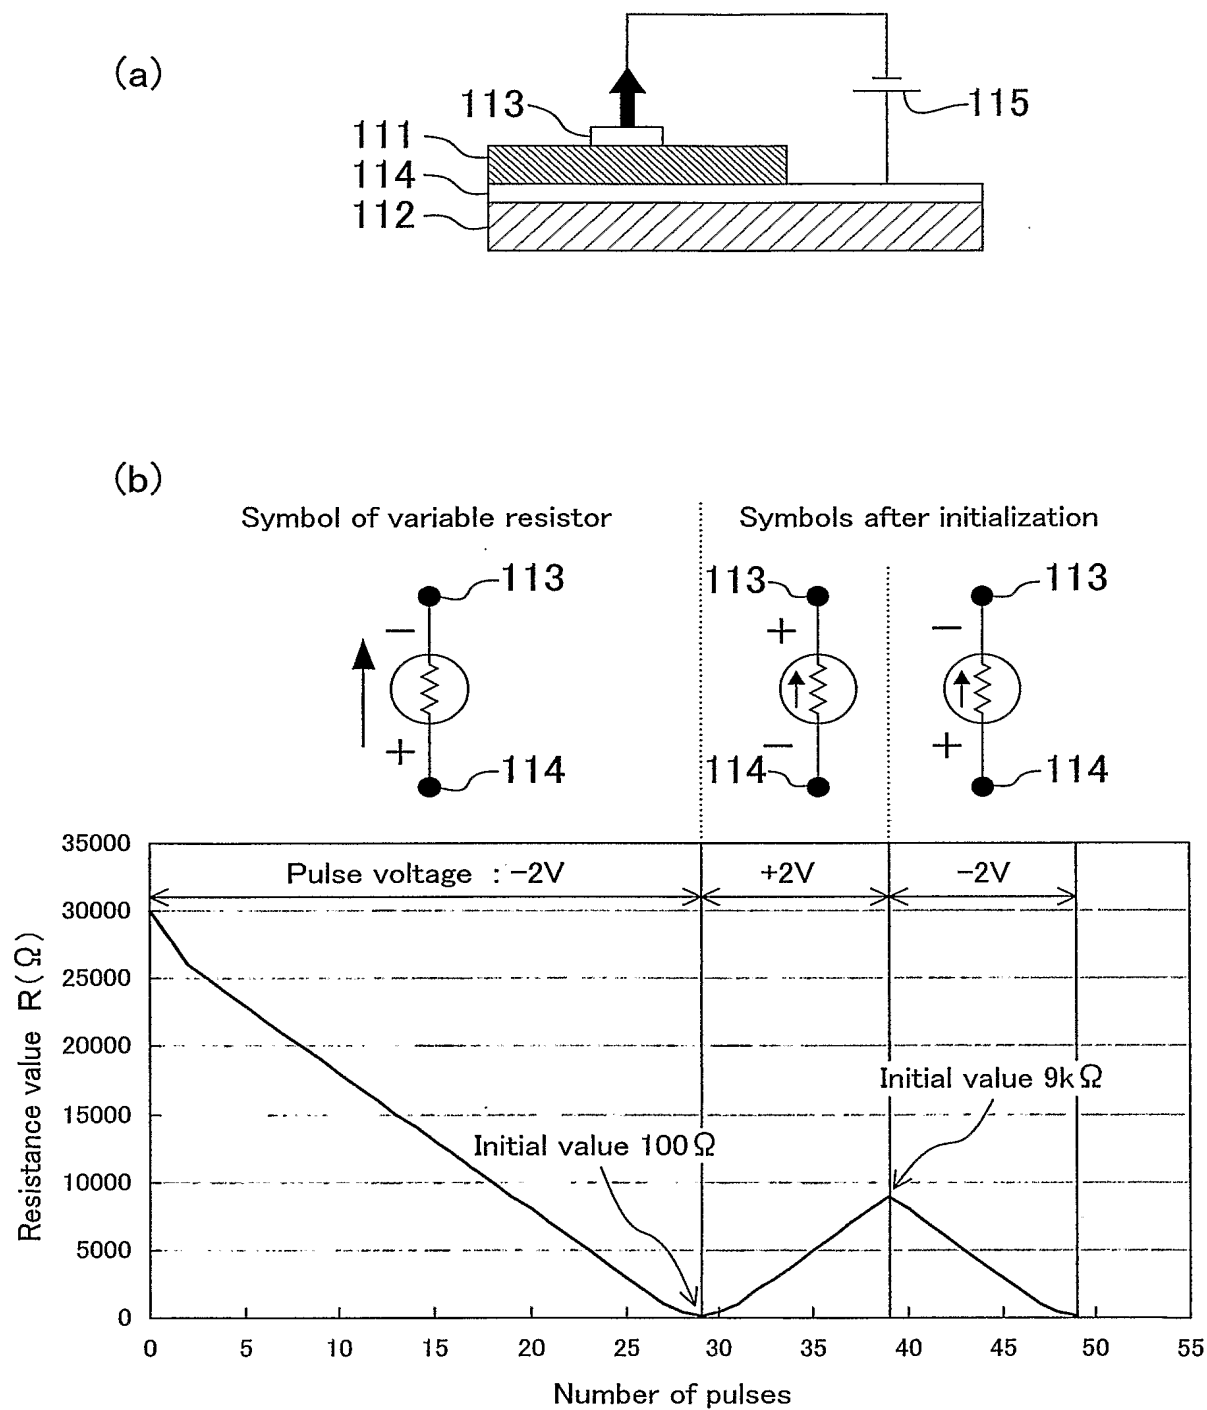 (a)
113
115
111
114
112
(b)
Symbol of variable resistor
Symbols after initialization
113
113
113
−
+
−
+
−
+
114
114
114
35000
Pulse voltage : −2V
+2V
−2V
30000
25000
20000
Initial value 9kΩ
15000
Initial value 100Ω
10000
5000
0
Resistance value R(Ω)
0 5 10 15 20 25 30 35 40 45 50 55
Number of pulses